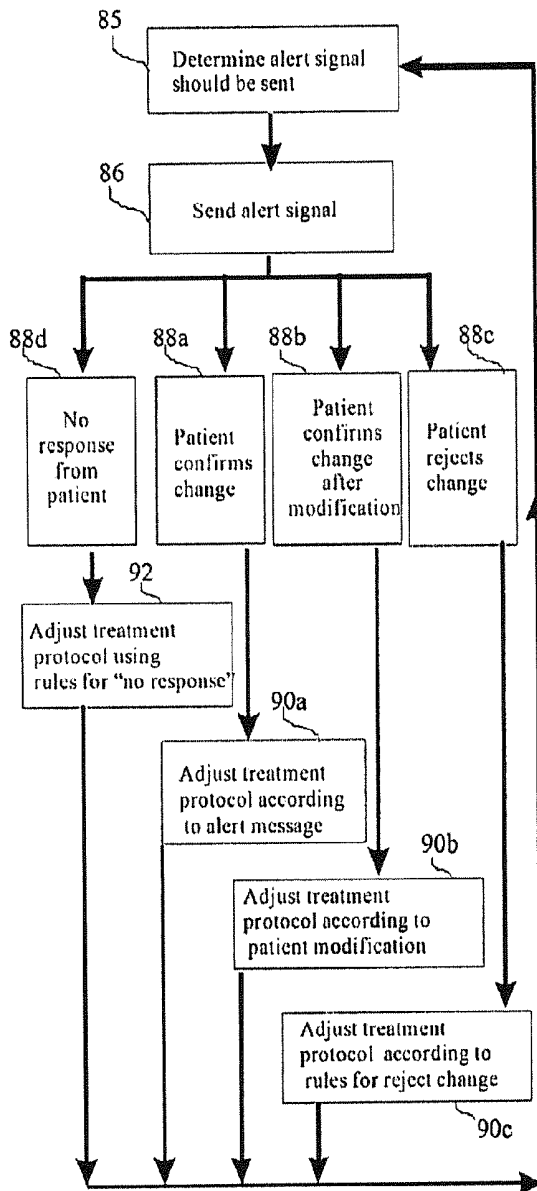 85
Determine alert signal
should be sent
86
Send alert signal
88d
88a
88b
88c
No
response
from
patient
Patient
confirms
change
Patient
confirms
change
after
modification
Patient
rejects
change
92
Adjust treatment
protocol using
rules for “no response”
90a
Adjust treatment
protocol according
to alert message
90b
Adjust treatment
protocol according to
patient modification
Adjust treatment
protocol according to
rules for reject change
90c